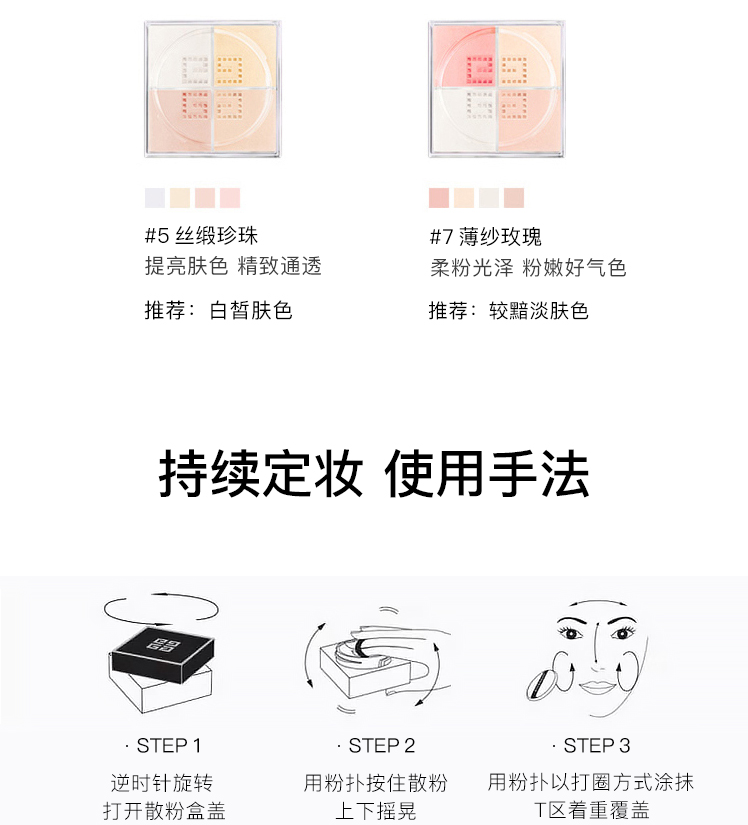 #5 丝缎珍珠
提亮肤色 精致通透
推荐：白皙肤色
#7 薄纱玫瑰
柔粉光泽 粉嫩好气色
推荐：较黯淡肤色
持续定妆 使用手法
· STEP 1
逆时针旋转
打开散粉盒盖
· STEP 2
用粉扑按住散粉
上下摇晃
· STEP 3
用粉扑以打圈方式涂抹
T区着重覆盖